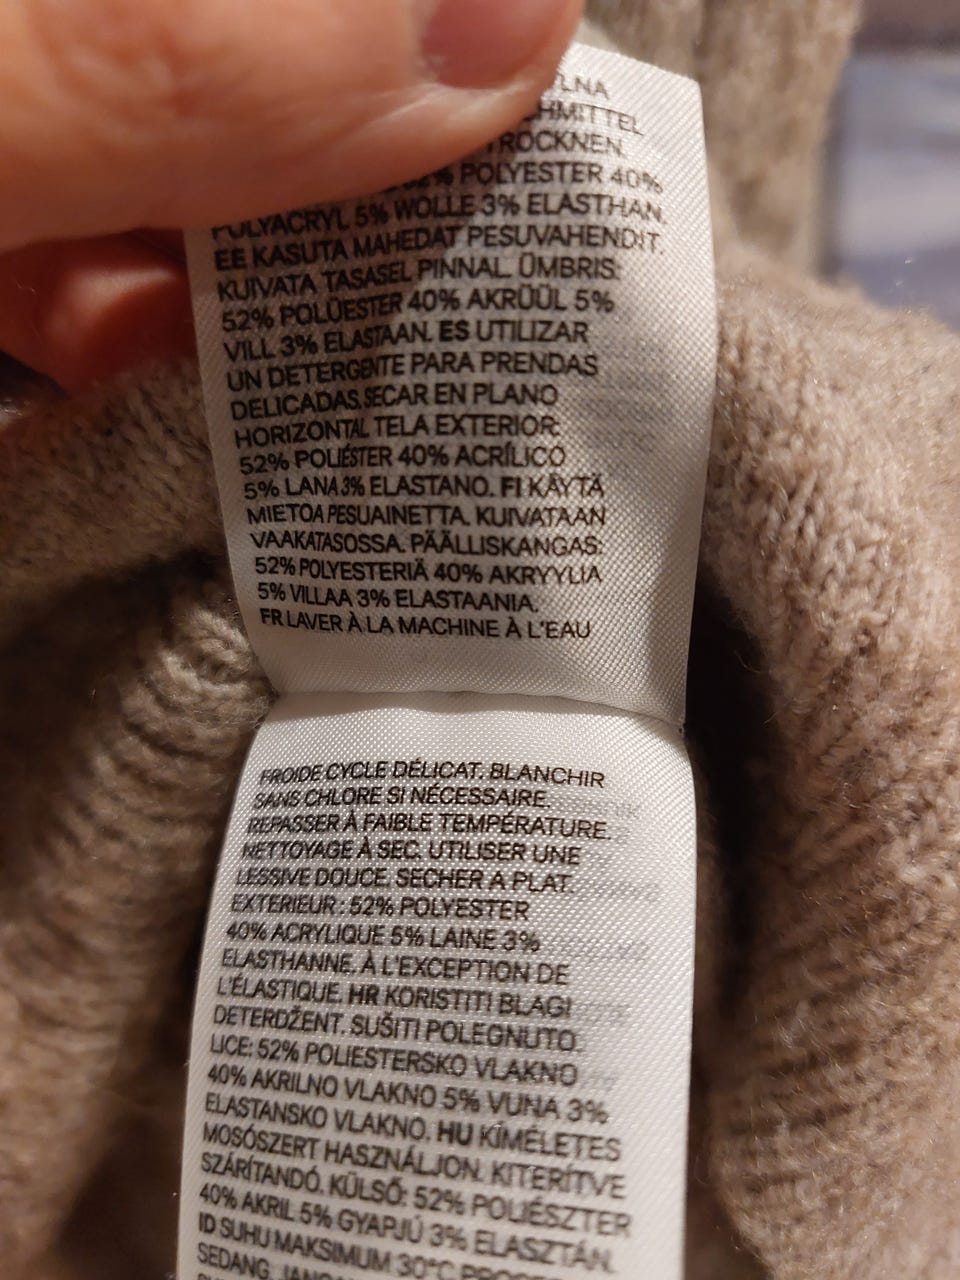 HMITTEL
TROCKNEN.
52% POLYESTER 40%
POLYACRYL 5% WOLLE 3% ELASTHAN.
EE KASUTA MAHEDAT PESUVAHENDIT.
KUIVATA TASASEL PINNAL. ÜMBRIS:
52% POLÜESTER 40% AKRÜÜL 5%
VILL 3% ELASTAAN. ES UTILIZAR
UN DETERGENTE PARA PRENDAS
DELICADAS.SECAR EN PLANO
HORIZONTAL TELA EXTERIOR:
52% POLIÉSTER 40% ACRÍLICO
5% LANA 3% ELASTANO. FI KÄYTÄ
MIETOA PESUAINETTA. KUIVATAAN
VAAKATASOSSA. PÄÄLLISKANGAS:
52% POLYESTERIÄ 40% AKRYYLIA
5% VILLAA 3% ELASTAANIA.
FR LAVER À LA MACHINE À L'EAU
FROIDE CYCLE DÉLICAT. BLANCHIR
SANS CHLORE SI NÉCESSAIRE.
REPASSER À FAIBLE TEMPÉRATURE.
NETTOYAGE À SEC. UTILISER UNE
LESSIVE DOUCE. SECHER A PLAT.
EXTERIEUR : 52% POLYESTER
40% ACRYLIQUE 5% LAINE 3%
ELASTHANNE. À L'EXCEPTION DE
L'ÉLASTIQUE. HR KORISTITI BLAGI
DETERDŽENT. SUŠITI POLEGNUTO.
LICE: 52% POLIESTERSKO VLAKNO
40% AKRILNO VLAKNO 5% VUNA 3%
ELASTANSKO VLAKNO. HU KÍMÉLETES
MOSÓSZERT HASZNÁLJON. KITERÍTVE
SZÁRÍTANDÓ. KÜLSŐ: 52% POLIÉSZTER
40% AKRIL 5% GYAPJÚ 3% ELASZTÁN.
ID SUHU MAKSIMUM 30°C
SEDANG.